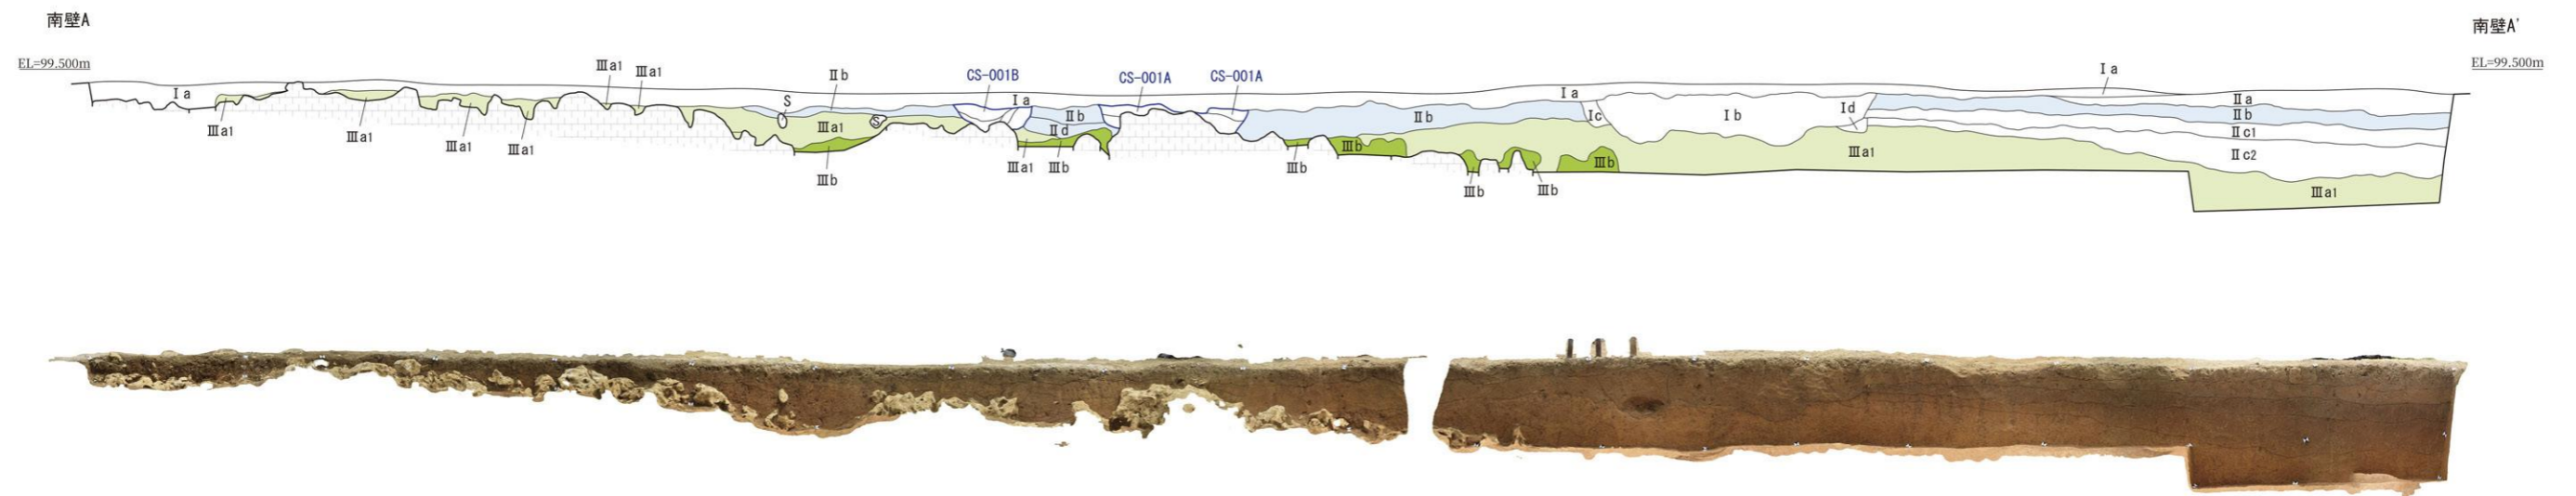 南壁A
南壁A'
EL=99.500m
EL=99.500m
Ⅰa
Ⅲa1
Ⅲa1
Ⅲa1
Ⅲa1
Ⅲa1
Ⅲa1
S
Ⅱb
Ⅲa1
S
Ⅲb
CS-001B
Ⅰa
Ⅱb
Ⅱd
Ⅲa1
Ⅲb
CS-001A
CS-001A
Ⅲb
Ⅲb
Ⅱb
Ⅲb
Ⅲb
Ⅲb
Ⅰa
Ⅰc
Ⅰb
Ⅰd
Ⅲa1
Ⅰa
Ⅱa
Ⅱb
Ⅱc1
Ⅱc2
Ⅲa1